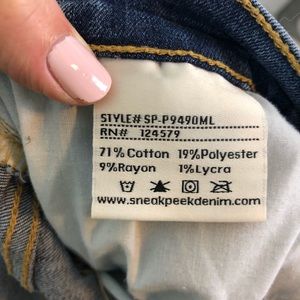 STYLE# SP-P9490ML
RN# 124579
71%Cotton 19%Polyester
9%Rayon 1%Lycra
www.sneakpeekdenim.com